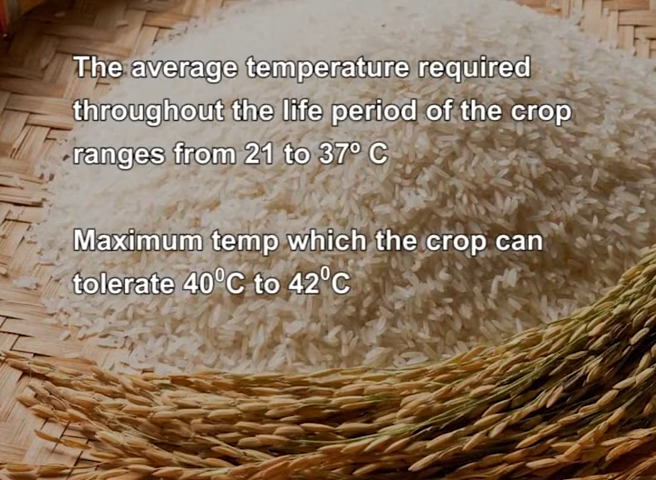 The average temperature required
throughout the life period of the crop
ranges from 21 to 37º C
Maximum temp which the crop can
tolerate 40⁰C to 42⁰C